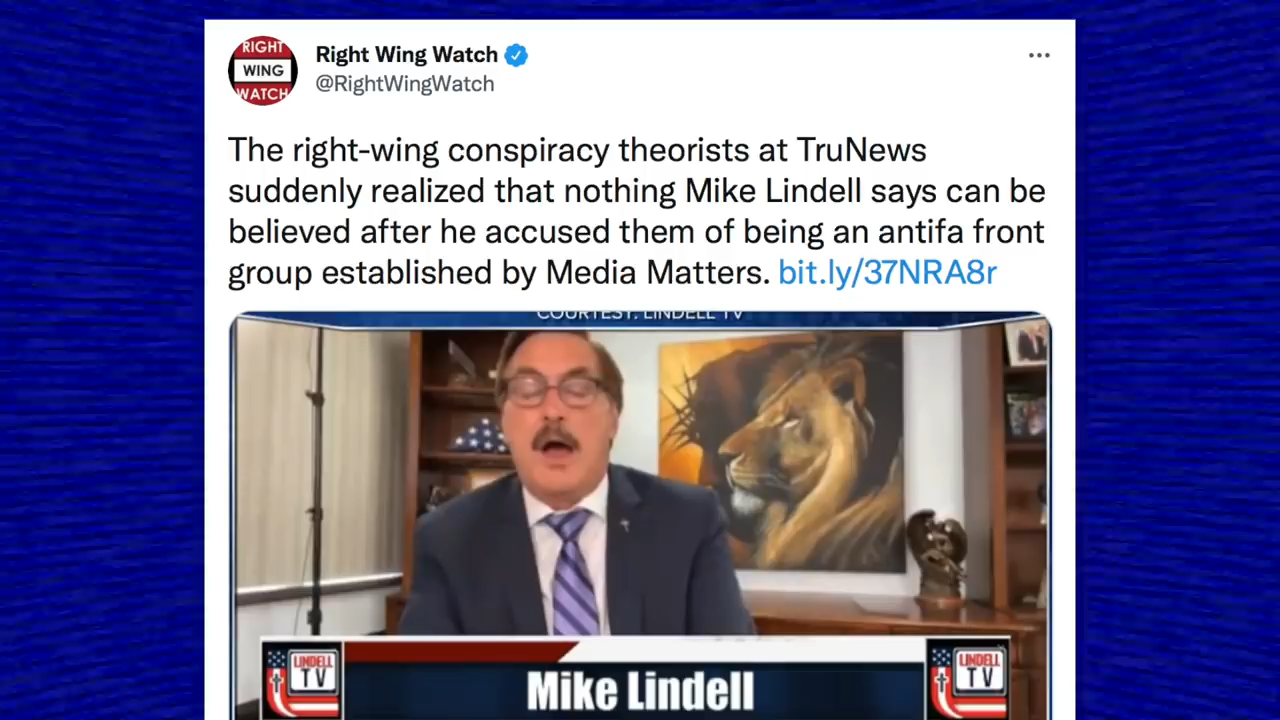 RIGHT
WING
WATCH
Right Wing Watch
@RightWingWatch
The right-wing conspiracy theorists at TruNews
suddenly realized that nothing Mike Lindell says can be
believed after he accused them of being an antifa front
group established by Media Matters. bit.ly/37NRA8r
COURTESY: LINDELL TV
LINDELL
TV
Mike Lindell
LINDELL
TV